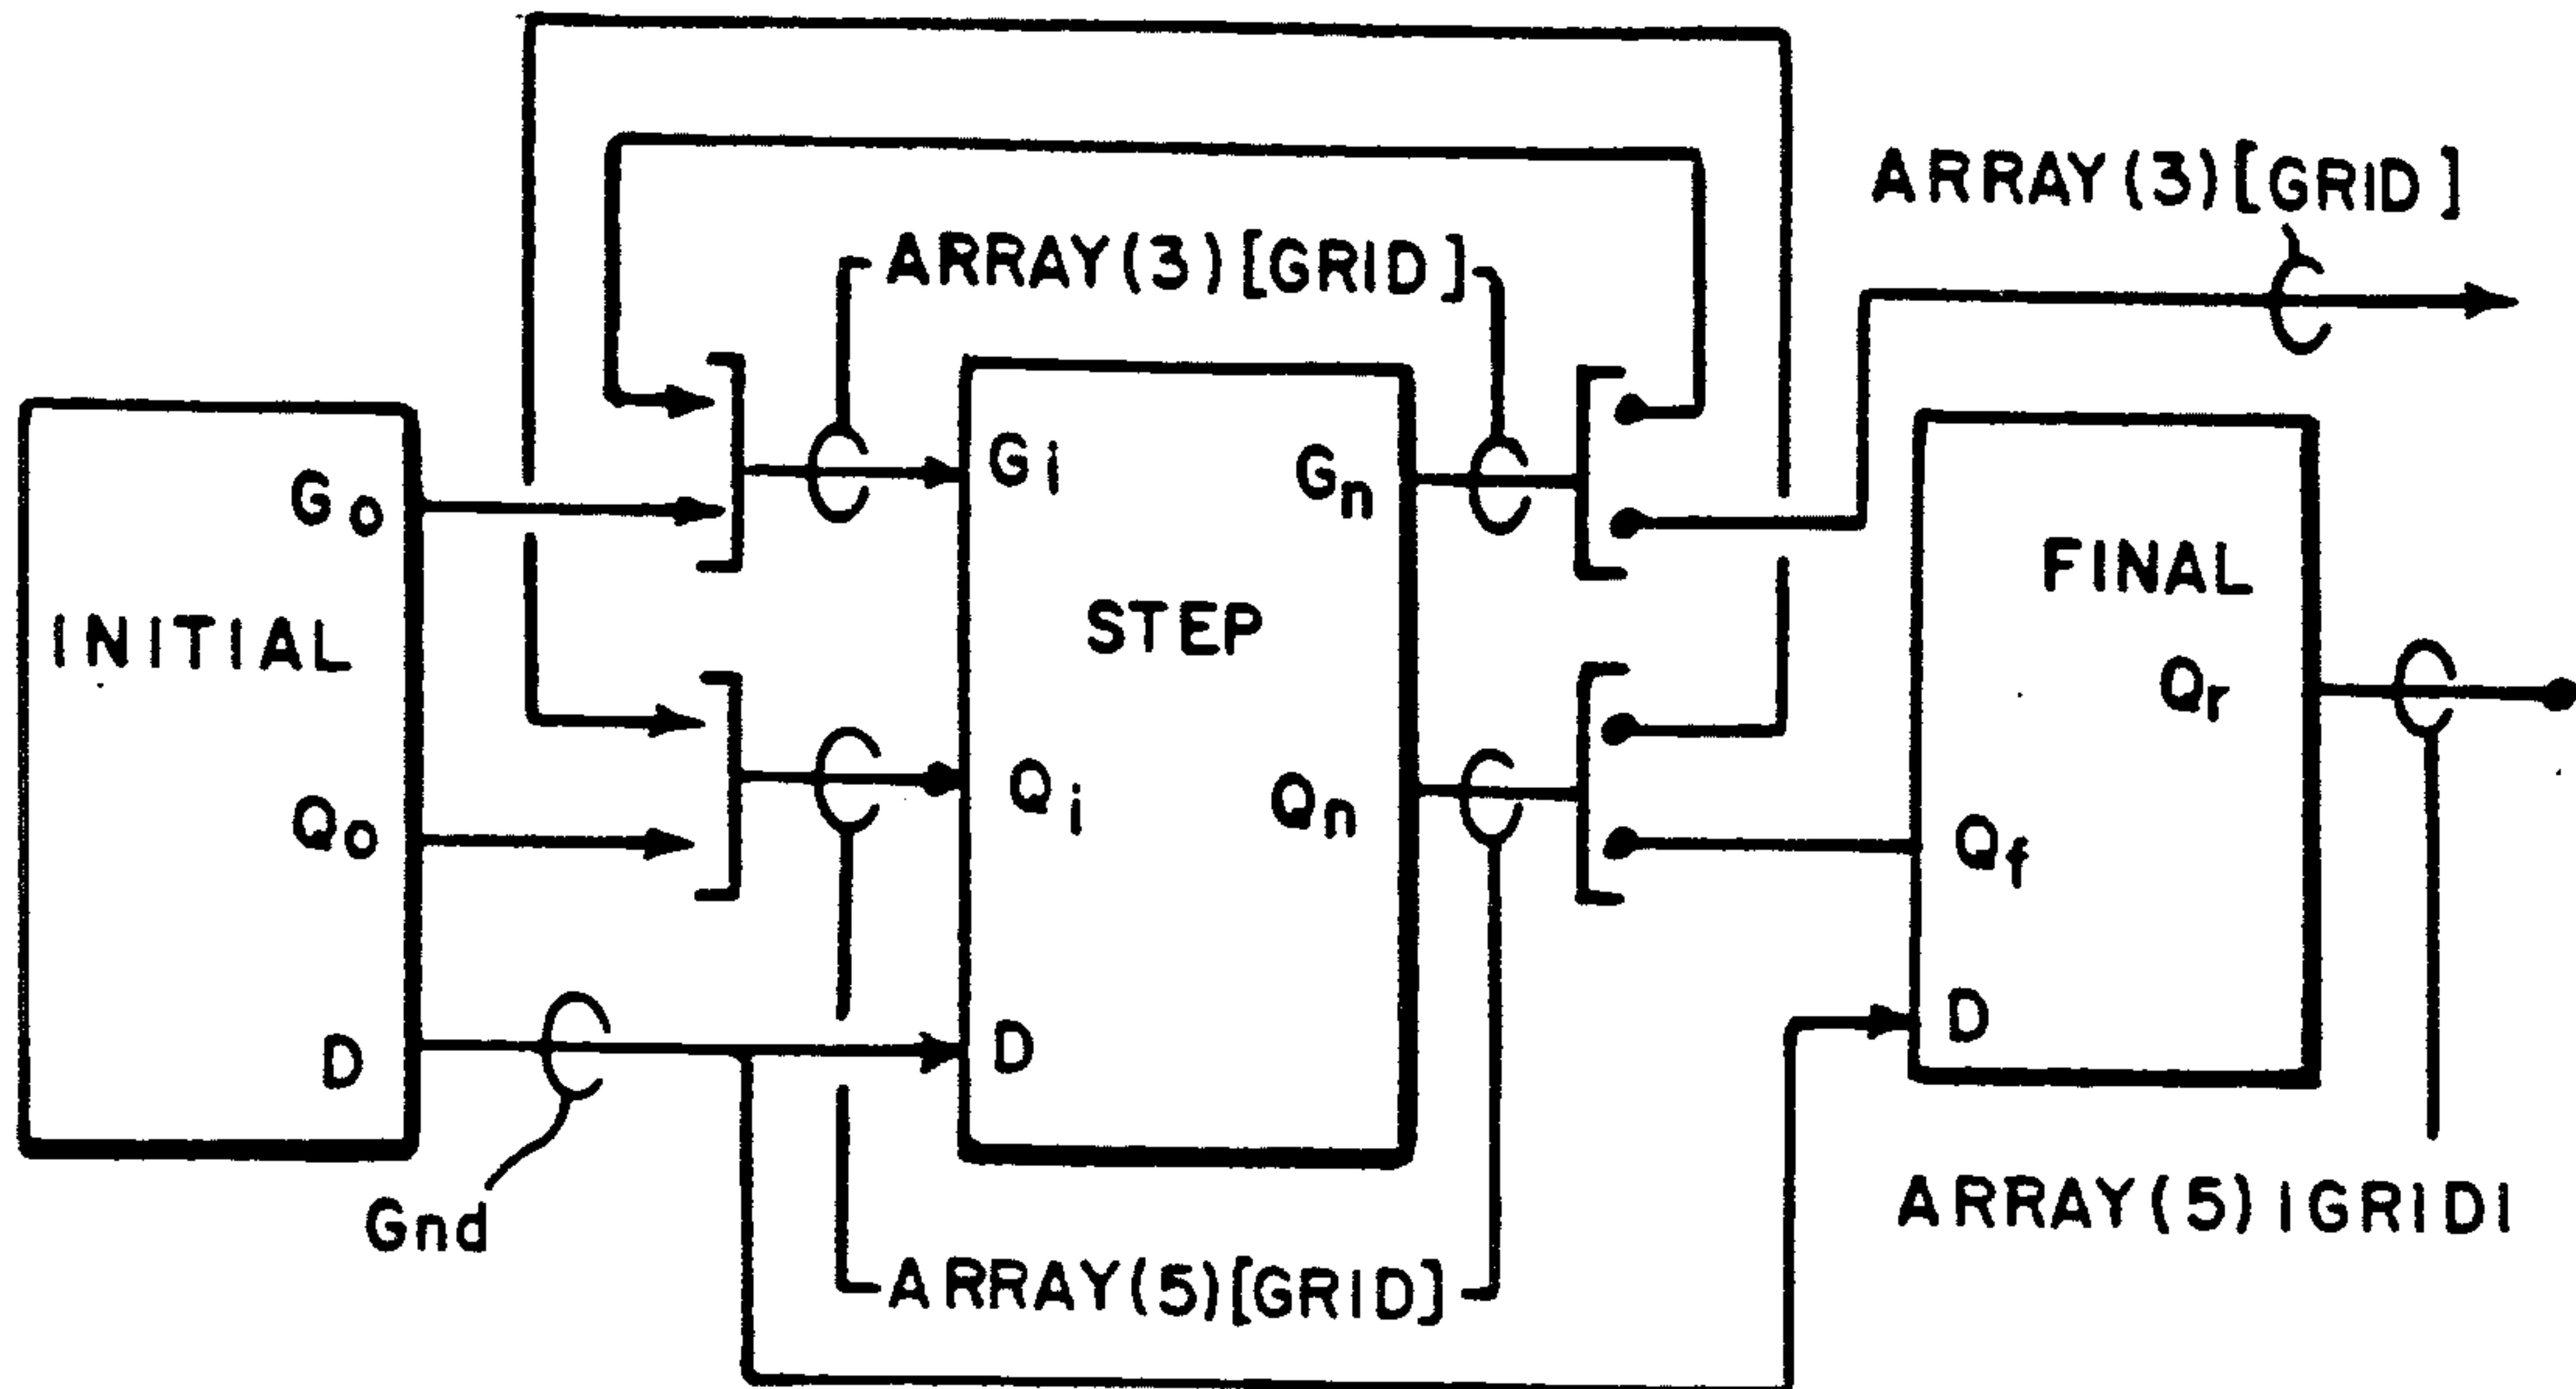 ARRAY(3)[GRID]
ARRAY(3)[GRID]
INITIAL
Go
Qo
D
Gnd
STEP
Gi
Qi
D
Gn
Qn
FINAL
Qr
Qf
D
ARRAY(5)[GRID]
ARRAY(5)|GRID|